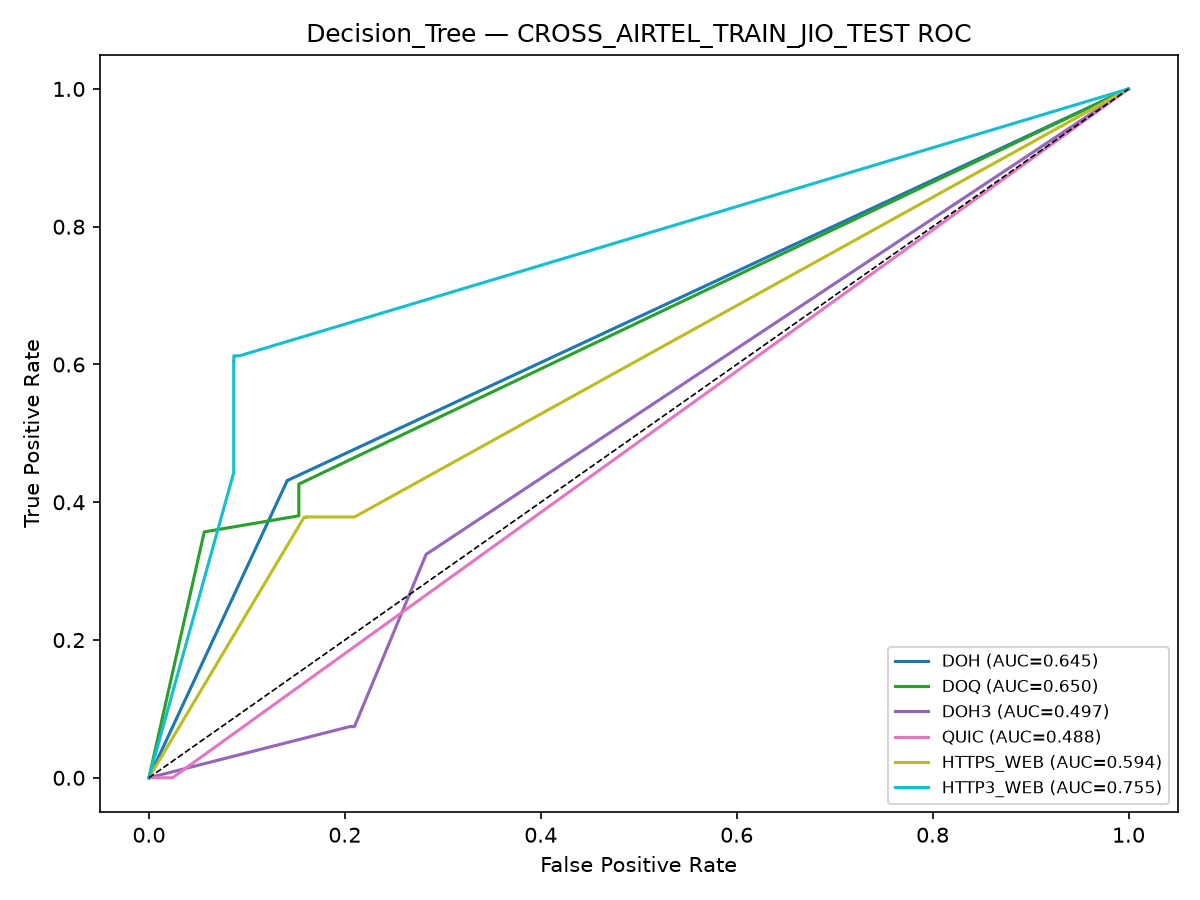 Decision_Tree — CROSS_AIRTEL_TRAIN_JIO_TEST ROC
True Positive Rate
1.0
0.8
0.6
0.4
0.2
0.0
DOH (AUC=0.645)
DOQ (AUC=0.650)
DOH3 (AUC=0.497)
QUIC (AUC=0.488)
HTTPS_WEB (AUC=0.594)
HTTP3_WEB (AUC=0.755)
0.0 0.2 0.4 0.6 0.8 1.0
False Positive Rate